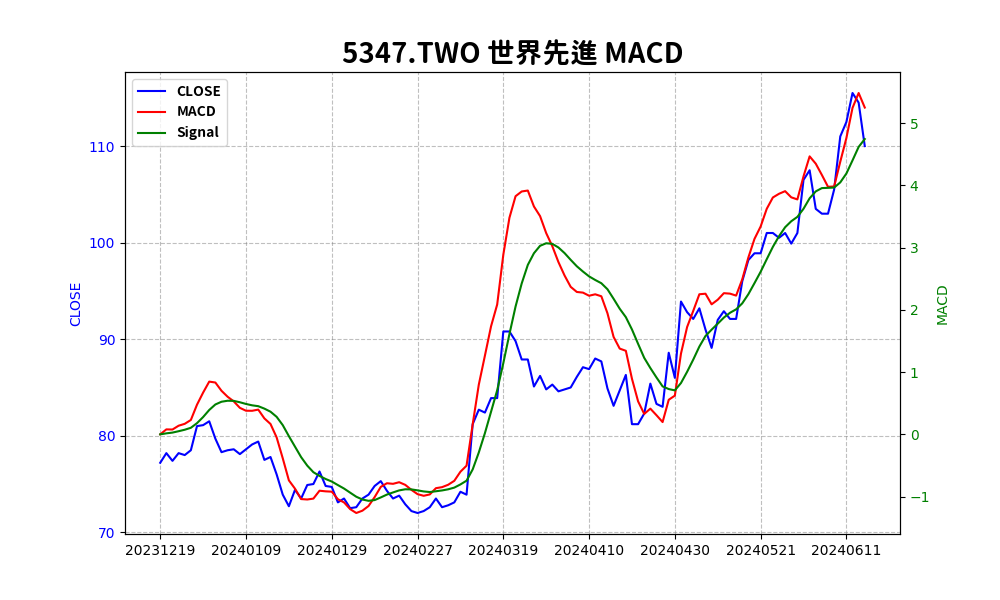 5347.TWO 世界先進 MACD
CLOSE
MACD
Signal
110
100
90
80
70
CLOSE
5
4
3
2
1
0
−1
MACD
20231219 20240109 20240129 20240227 20240319 20240410 20240430 20240521 20240611